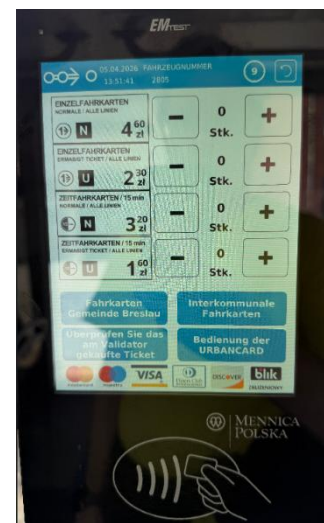 EMTEST
05.04.2026 FAHRZEUGNUMMER
13:51:41 2805
9
EINZELFAHRKARTEN
NORMALE / ALLE LINIEN
N 4 60 zł
− 0 Stk. +
EINZELFAHRKARTEN
ERMÄSSIGT TICKET / ALLE LINIEN
U 2 30 zł
− 0 Stk. +
ZEITFAHRKARTEN / 15 min
NORMALE / ALLE LINIEN
N 3 20 zł
− 0 Stk. +
ZEITFAHRKARTEN / 15 min
ERMÄSSIGT TICKET / ALLE LINIEN
U 1 60 zł
− 0 Stk. +
Fahrkarten
Gemeinde Breslau
Interkommunale
Fahrkarten
Überprüfen Sie das
am Validator
gekaufte Ticket
Bedienung der
URBANCARD
VISA
DISCOVER
blik
MENNICA
POLSKA